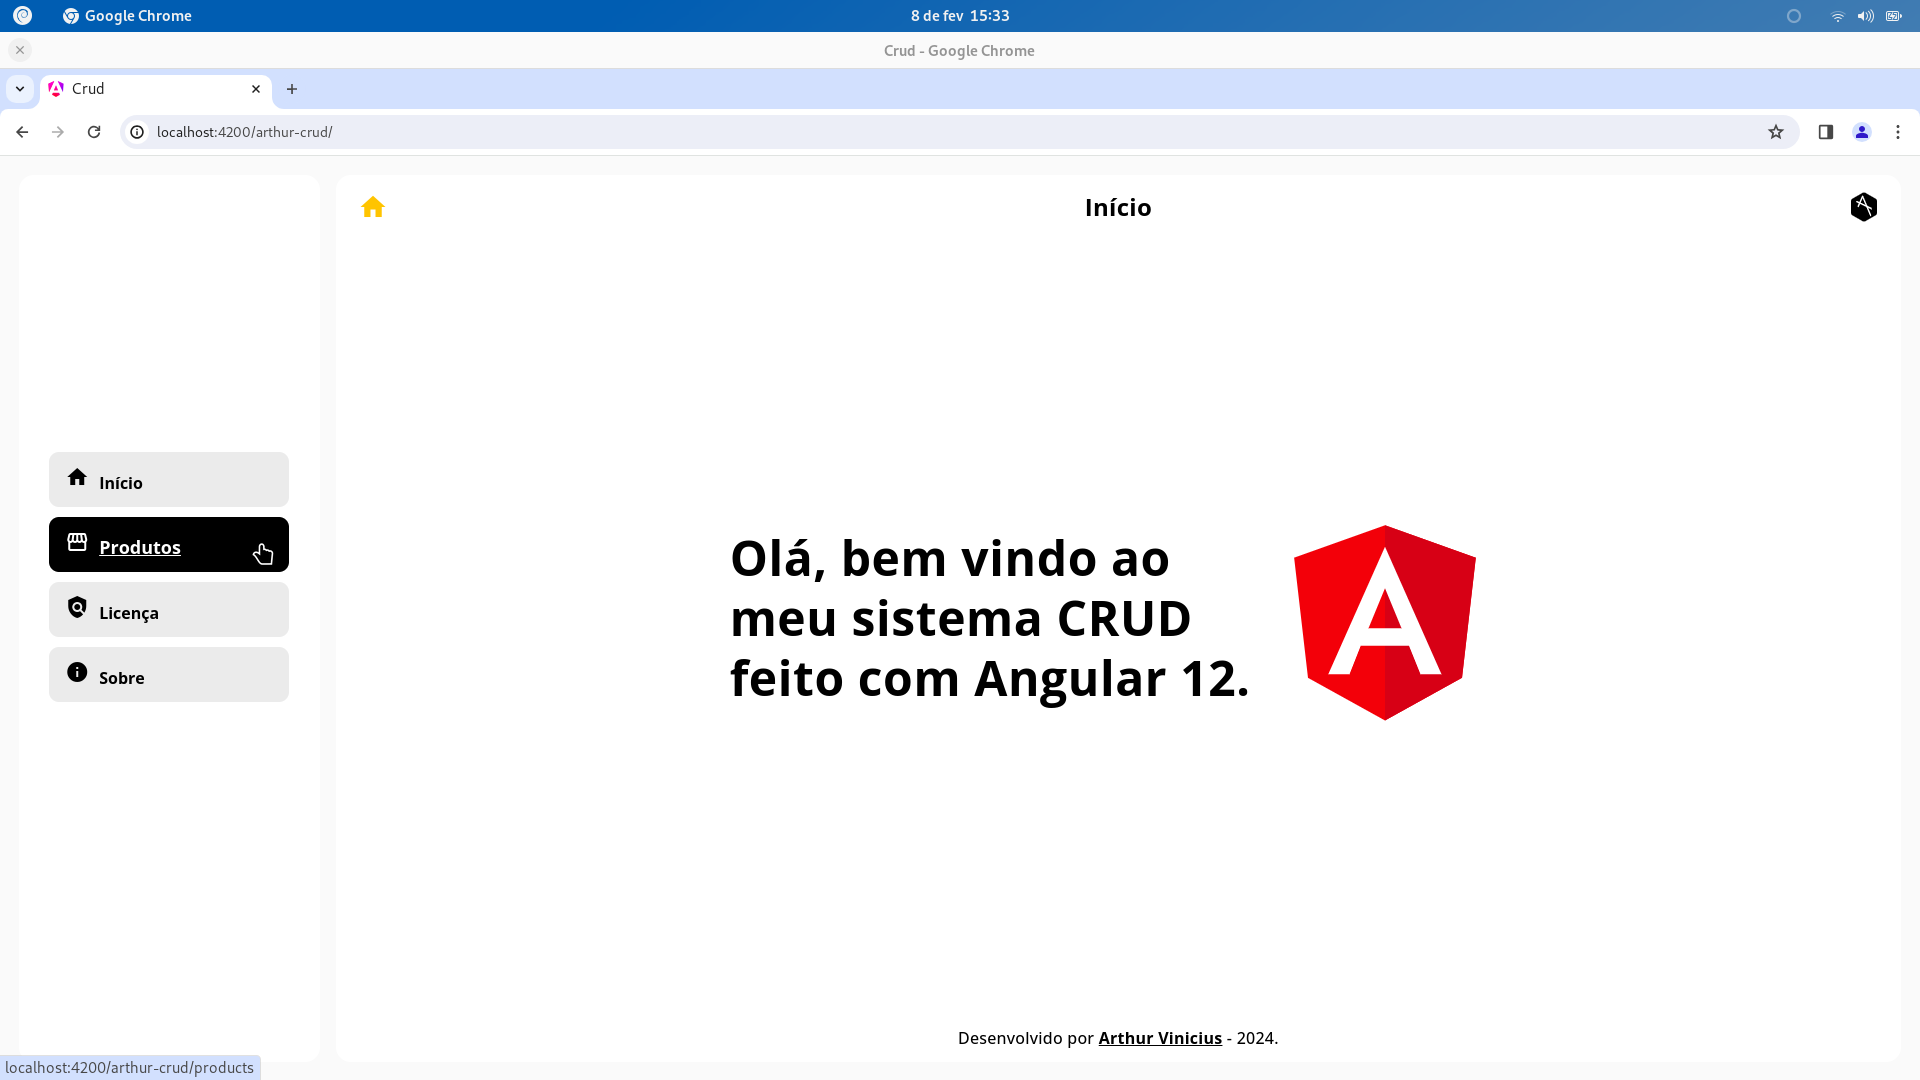 Google Chrome
8 de fev 15:33
Crud - Google Chrome
Crud
localhost:4200/arthur-crud/
Início
Início
Produtos
Licença
Sobre
Olá, bem vindo ao
meu sistema CRUD
feito com Angular 12.
Desenvolvido por Arthur Vinicius - 2024.
localhost:4200/arthur-crud/products